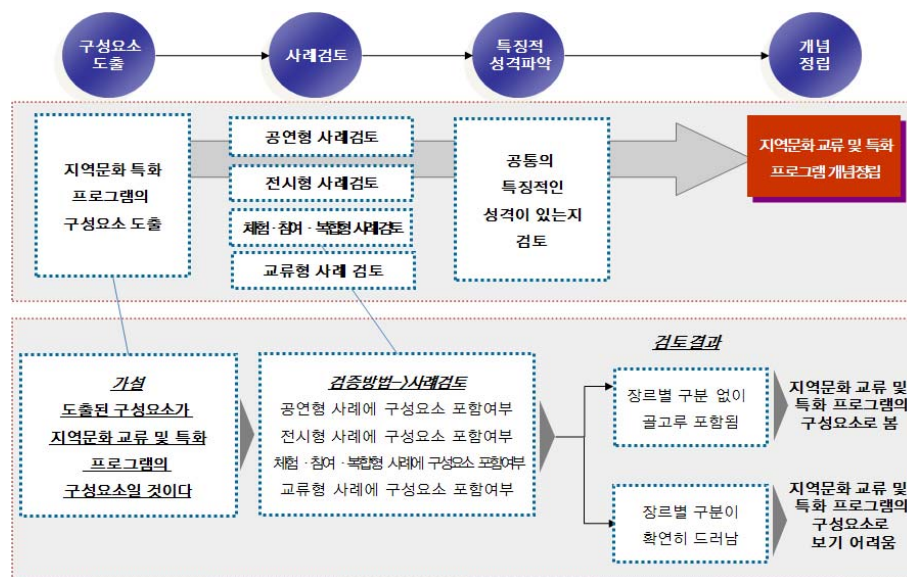 구성요소
도출
사례검토
특징적
성격파악
개념
정립
지역문화 특화
프로그램의
구성요소 도출
공연형 사례검토
전시형 사례검토
체험·참여·복합형 사례검토
교류형 사례 검토
공통의
특징적인
성격이 있는지
검토
지역문화 교류 및 특화
프로그램 개념정립
가설
도출된 구성요소가
지역문화 교류 및 특화
프로그램의
구성요소일 것이다
검증방법->사례검토
공연형 사례에 구성요소 포함여부
전시형 사례에 구성요소 포함여부
체험·참여·복합형 사례에 구성요소 포함여부
교류형 사례에 구성요소 포함여부
검토결과
장르별 구분 없이
골고루 포함됨
지역문화 교류 및
특화 프로그램의
구성요소로 봄
장르별 구분이
확연히 드러남
지역문화 교류 및
특화 프로그램의
구성요소로
보기 어려움